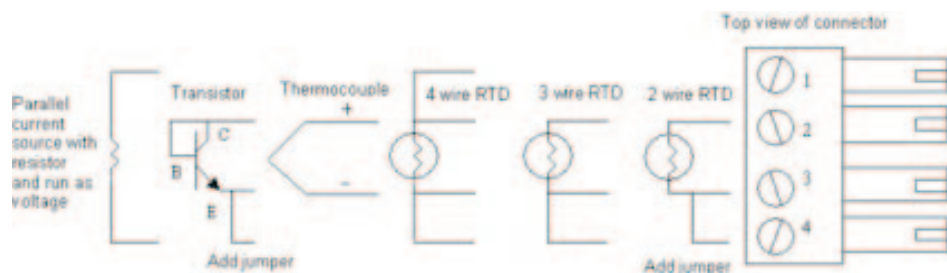 Top view of connector
Parallel
current
source with
resistor
and run as
voltage
Transistor
C
B
E
Add jumper
Thermocouple
+
−
4 wire RTD
3 wire RTD
2 wire RTD
Add jumper
1
2
3
4